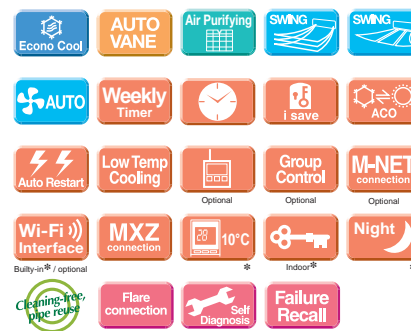 Econo Cool
AUTO
VANE
Air Purifying
SWING
SWING
AUTO
Weekly
Timer
i save
ACO
Auto Restart
Low Temp
Cooling
Optional
Group
Control
Optional
M-NET
connection
Optional
Wi-Fi
Interface
Builty-in* / optional
MXZ
connection
28
10°C
*
Indoor*
Night
Cleaning-free,
pipe reuse
Flare
connection
Self
Diagnosis
Failure
Recall